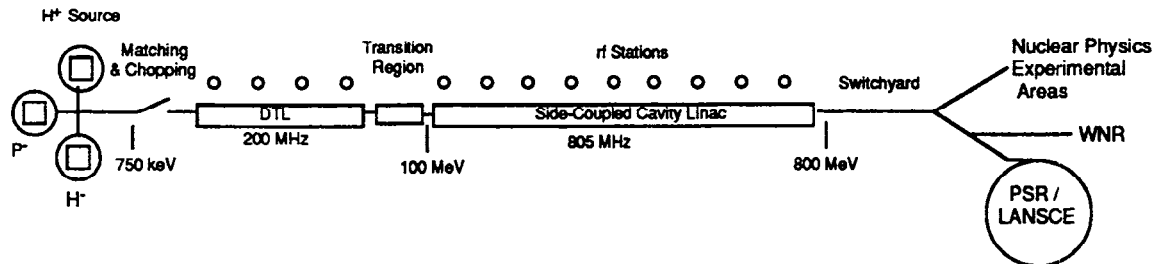 H+ Source
Matching
& Chopping
Transition
Region
rf Stations
Switchyard
Nuclear Physics
Experimental
Areas
DTL
Side-Coupled Cavity Linac
P-
750 keV
200 MHz
100 MeV
805 MHz
800 MeV
WNR
H-
PSR /
LANSCE